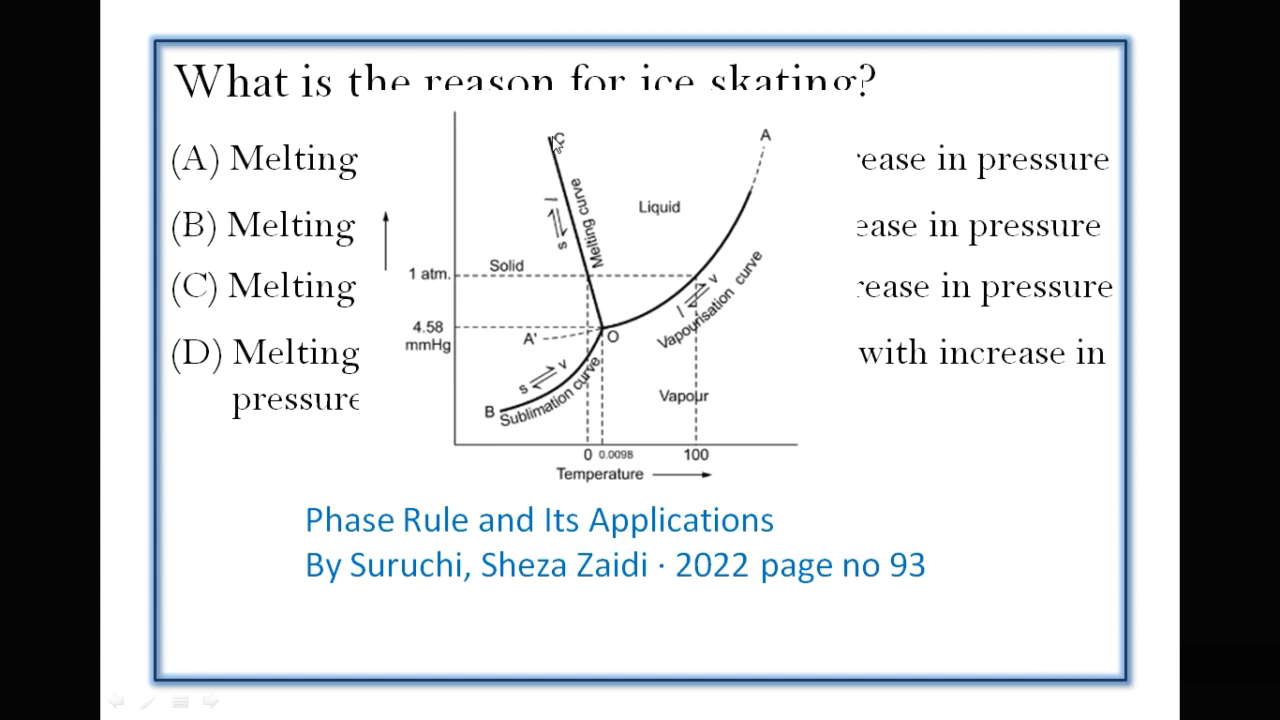 What is the reason for ice skating?
(A) Melting
rease in pressure
(B) Melting
ease in pressure
(C) Melting
rease in pressure
(D) Melting
with increase in
pressure
C
A
Melting curve
l ⇌ s
Liquid
Solid
1 atm.
l ⇌ v
Vapourisation curve
4.58
mmHg
A'
O
s ⇌ v
B
Sublimation curve
Vapour
0 0.0098 100
Temperature
Phase Rule and Its Applications
By Suruchi, Sheza Zaidi · 2022 page no 93